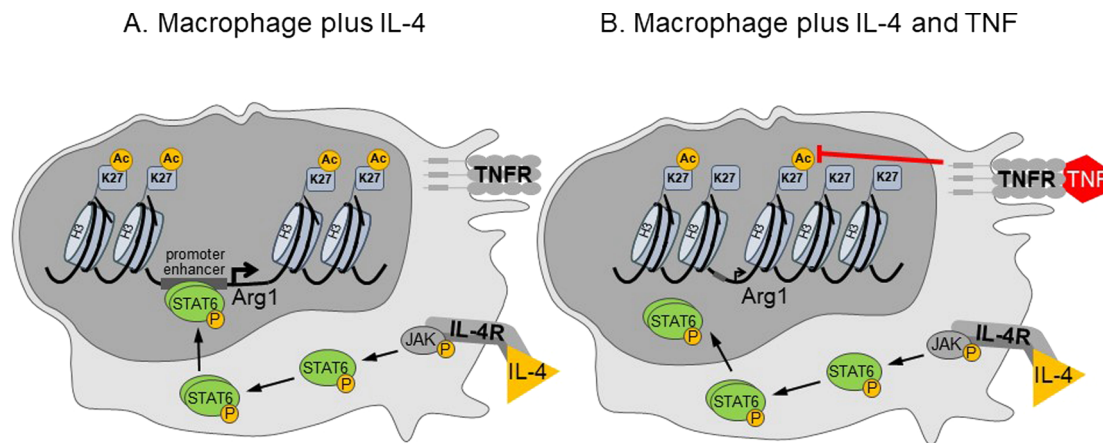 A. Macrophage plus IL-4
Ac Ac Ac Ac
K27 K27 K27 K27
TNFR
H3 H3 H3 H3
promoter
enhancer
Arg1
STAT6
P
JAK
P
IL-4R
IL-4
STAT6
P
STAT6
P
B. Macrophage plus IL-4 and TNF
Ac Ac
K27 K27 K27 K27 K27
TNFR
TNF
H3 H3 H3 H3 H3
Arg1
STAT6
P
JAK
P
IL-4R
IL-4
STAT6
P
STAT6
P